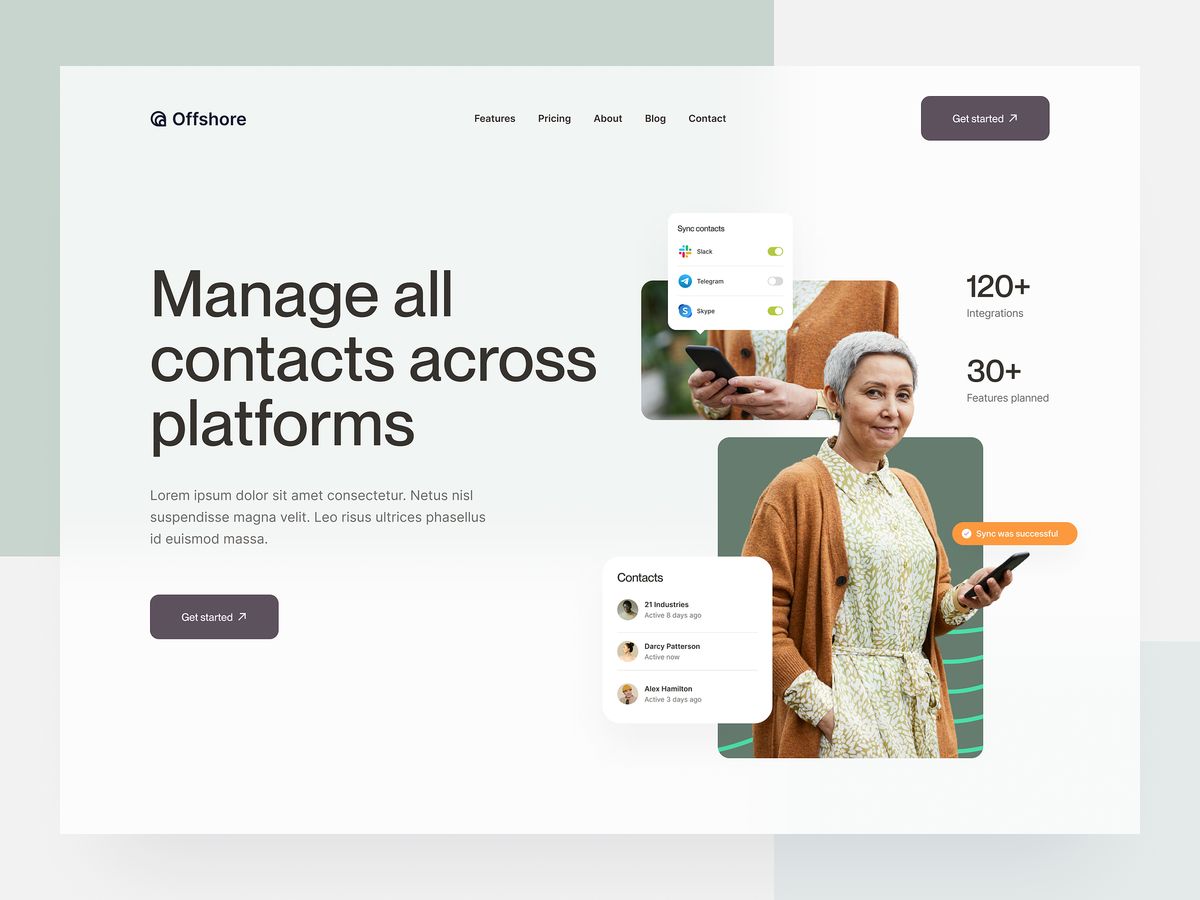 Offshore
Features
Pricing
About
Blog
Contact
Get started
Manage all
contacts across
platforms
Lorem ipsum dolor sit amet consectetur. Netus nisl
suspendisse magna velit. Leo risus ultrices phasellus
id euismod massa.
Get started
Sync contacts
Slack
Telegram
Skype
120+
Integrations
30+
Features planned
Sync was successful
Contacts
21 Industries
Active 8 days ago
Darcy Patterson
Active now
Alex Hamilton
Active 3 days ago